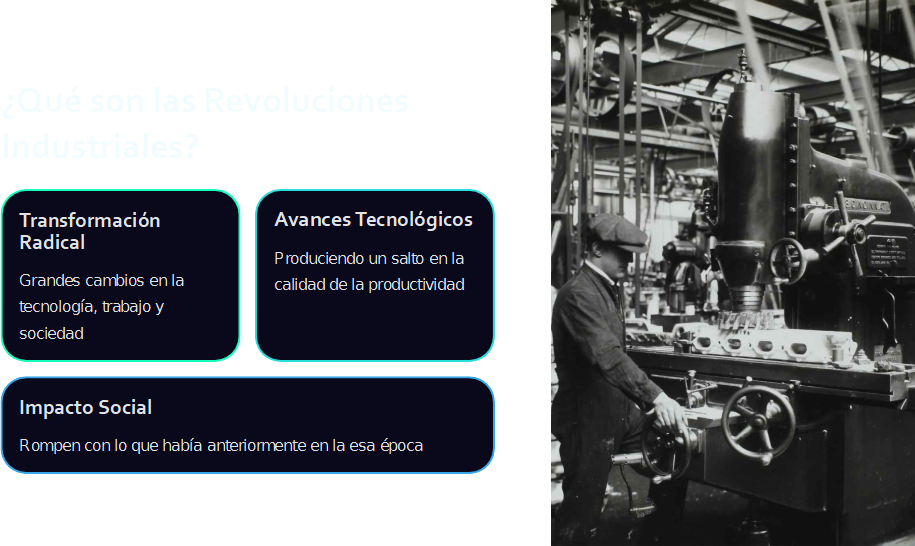 ¿Qué son las Revoluciones
Industriales?
Transformación
Radical
Grandes cambios en la
tecnología, trabajo y
sociedad
Avances Tecnológicos
Produciendo un salto en la
calidad de la productividad
Impacto Social
Rompen con lo que había anteriormente en la esa época